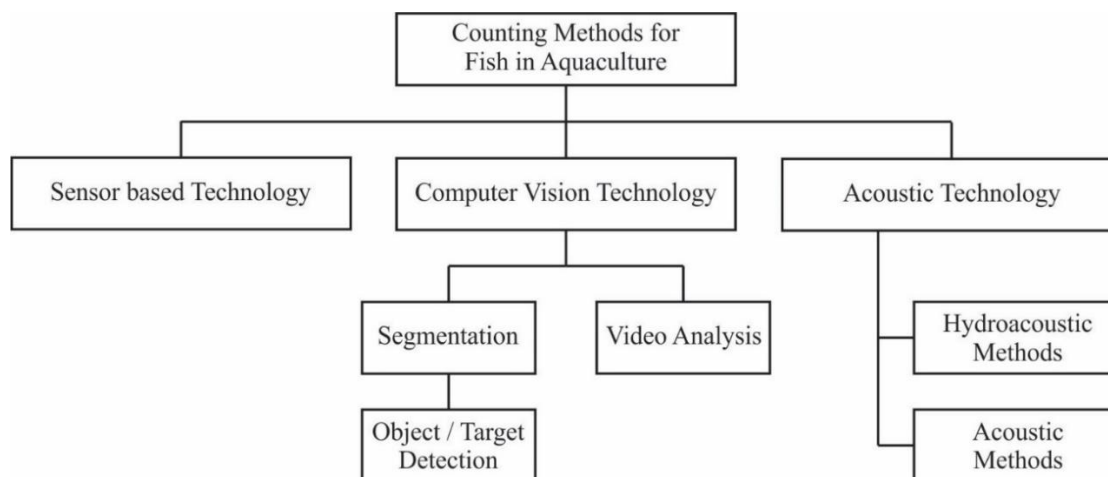 Counting Methods for
Fish in Aquaculture
Sensor based Technology
Computer Vision Technology
Acoustic Technology
Segmentation
Video Analysis
Hydroacoustic
Methods
Object / Target
Detection
Acoustic
Methods